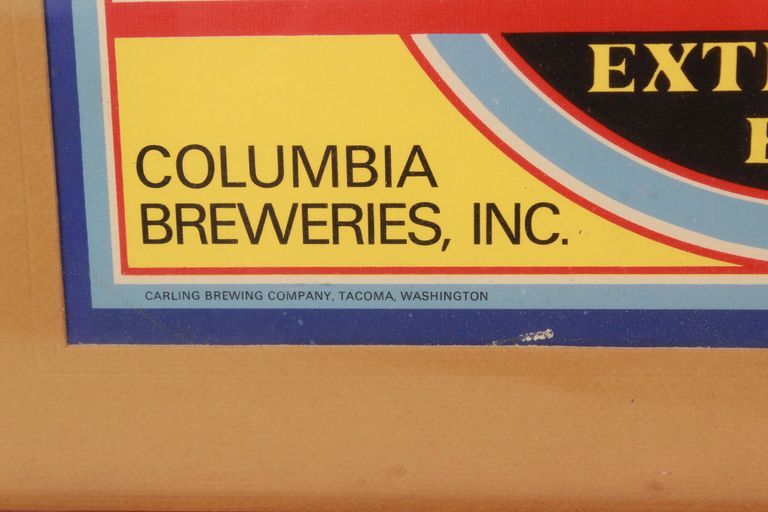 COLUMBIA
BREWERIES, INC.
CARLING BREWING COMPANY, TACOMA, WASHINGTON